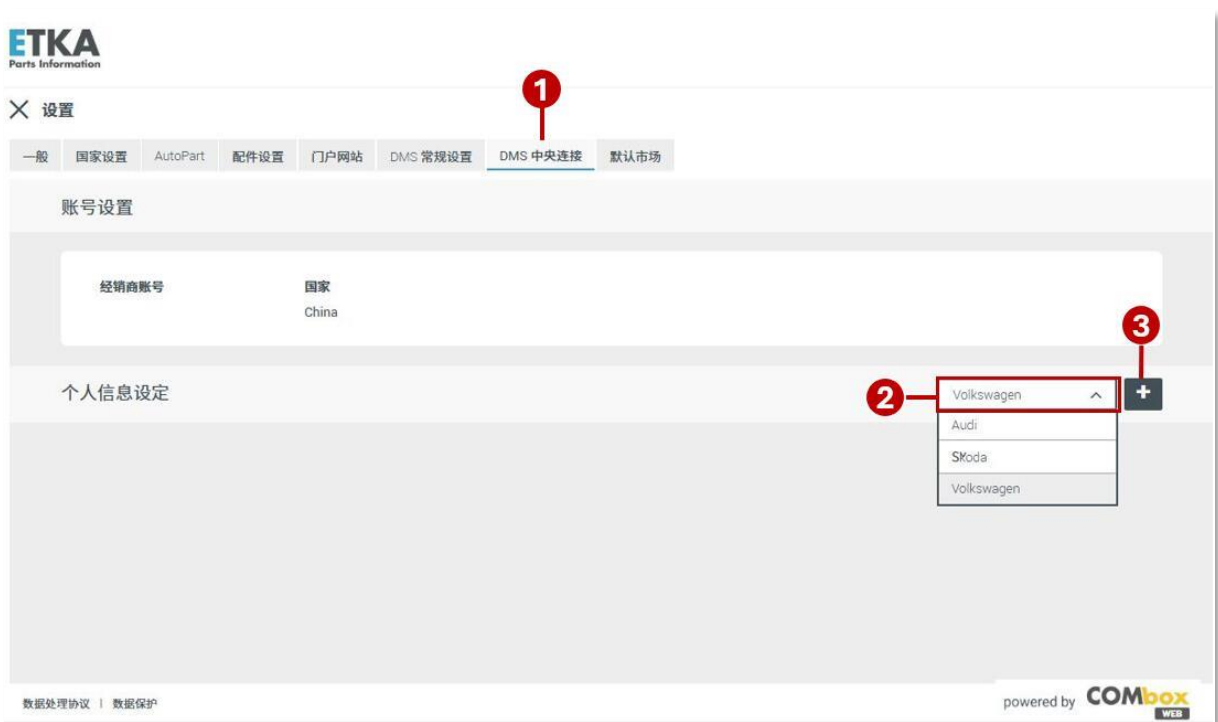 ETKA
Parts Information
1
设置
一般 国家设置 AutoPart 配件设置 门户网站 DMS 常规设置 DMS 中央连接 默认市场
账号设置
经销商账号 国家
China
3
个人信息设定
2
Volkswagen +
Audi
Skoda
Volkswagen
数据处理协议 | 数据保护
powered by COMbox
WEB